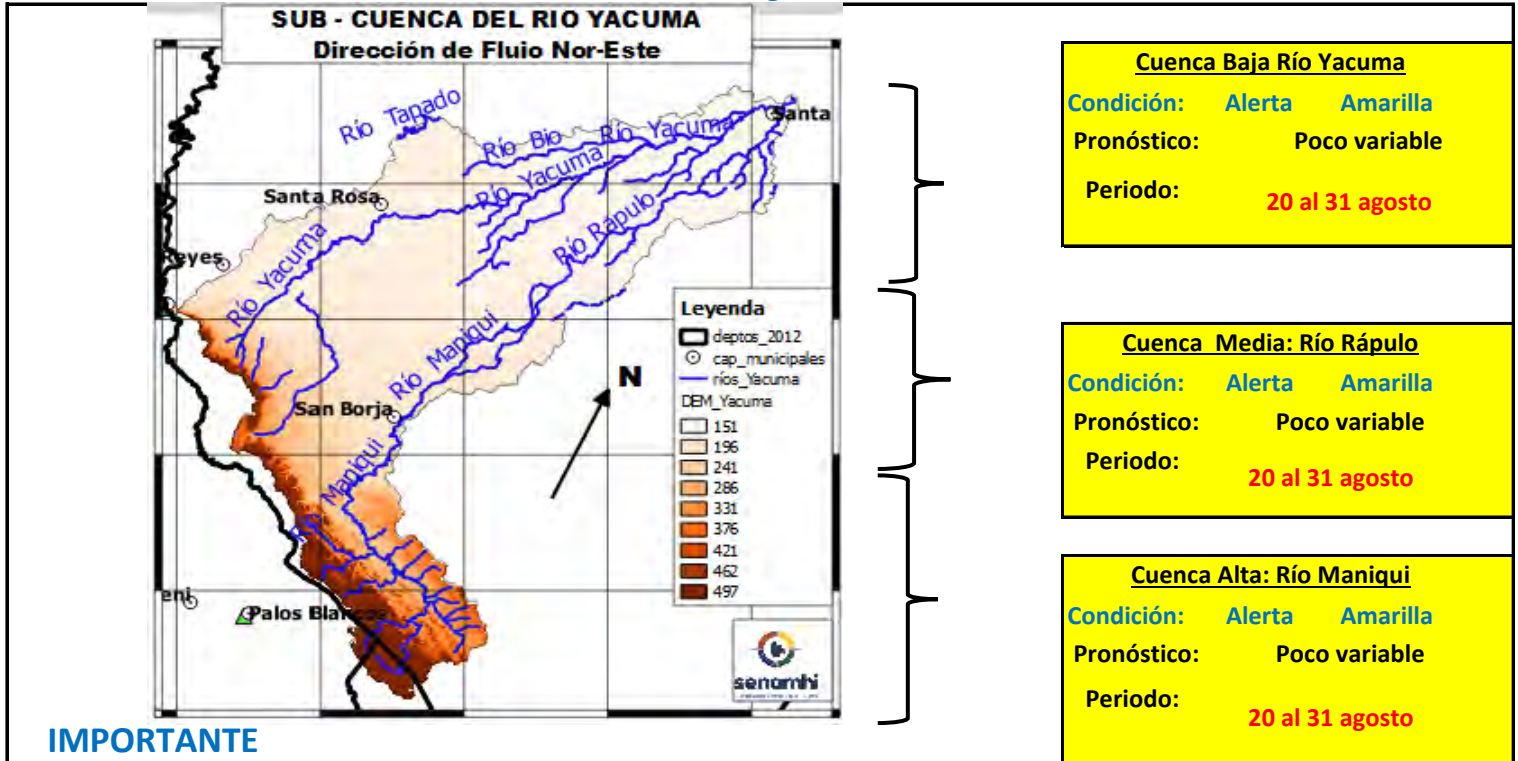 SUB - CUENCA DEL RIO YACUMA
Dirección de Fluio Nor-Este
Río Tapado
Río Bio
Río Yacuma
Santa
Río Yacuma
Santa Rosa
Río Rápulo
Reyes
Río Yacuma
Río Maniqui
San Borja
Río Maniqui
Río Maniqui
eni
Palos Blancos
N
Leyenda
deptos_2012
cap_municipales
ríos_Yacuma
DEM_Yacuma
151
196
241
286
331
376
421
462
497
senamhi
Cuenca Baja Río Yacuma
Condición: Alerta Amarilla
Pronóstico: Poco variable
Periodo: 20 al 31 agosto
Cuenca Media: Río Rápulo
Condición: Alerta Amarilla
Pronóstico: Poco variable
Periodo: 20 al 31 agosto
Cuenca Alta: Río Maniqui
Condición: Alerta Amarilla
Pronóstico: Poco variable
Periodo: 20 al 31 agosto
IMPORTANTE